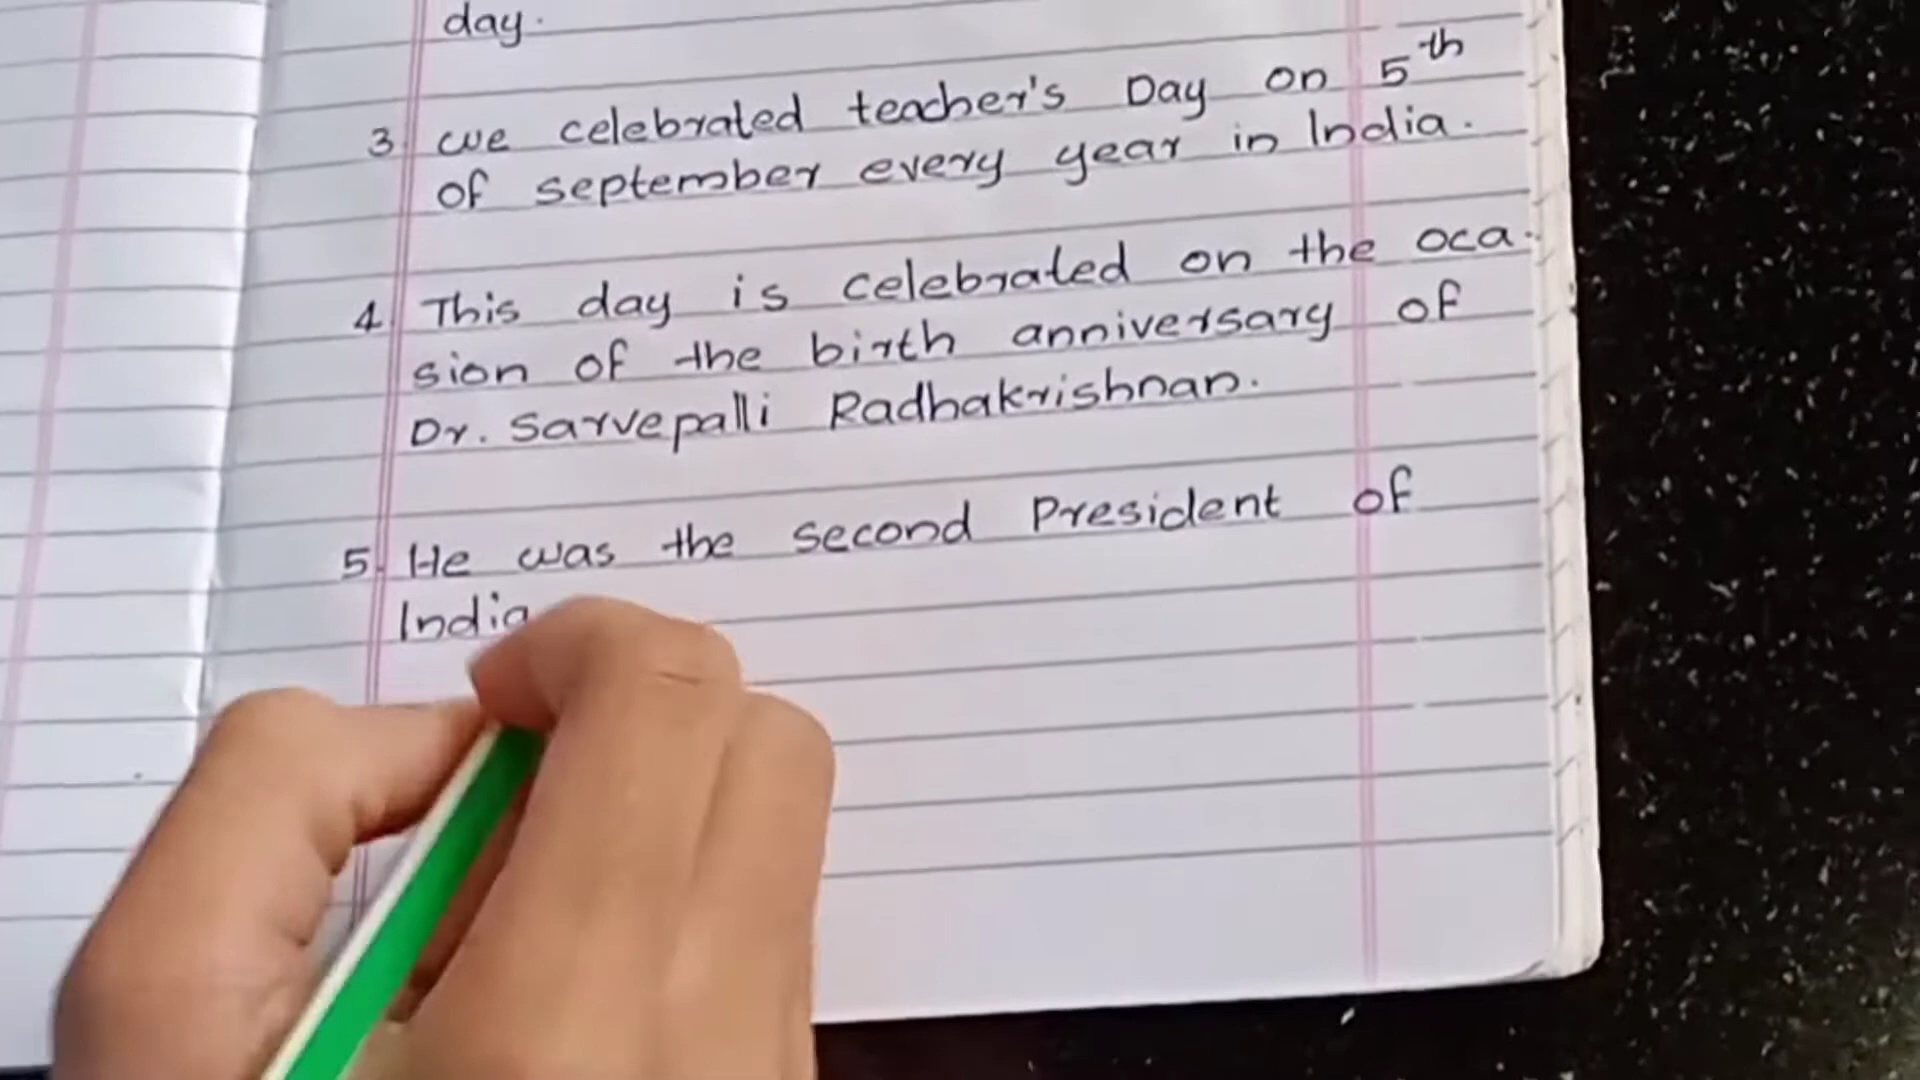 day.
3. we celebrated teacher's Day on 5th
of september every year in India.
4. This day is celebrated on the oca-
sion of the birth anniversary of
Dr. Sarvepalli Radhakrishnan.
5. He was the second President of
India